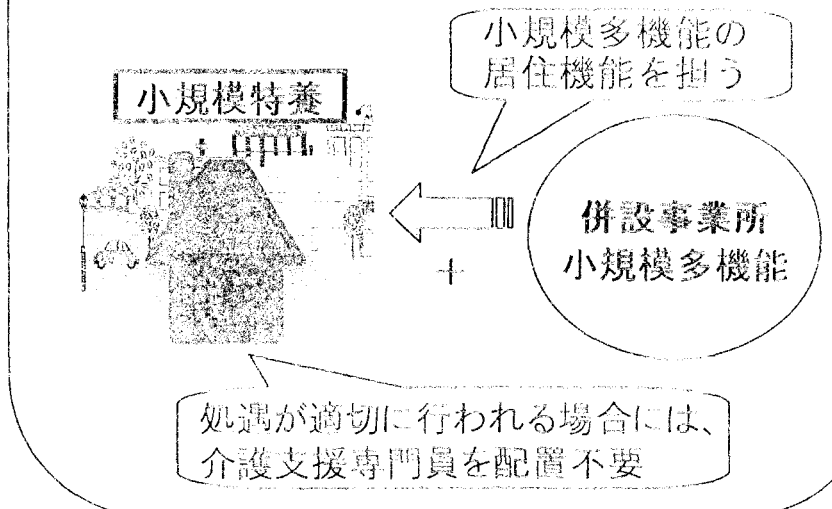 小規模多機能の
居住機能を担う
小規模特養
併設事業所
小規模多機能
+
処遇が適切に行われる場合には、
介護支援専門員を配置不要